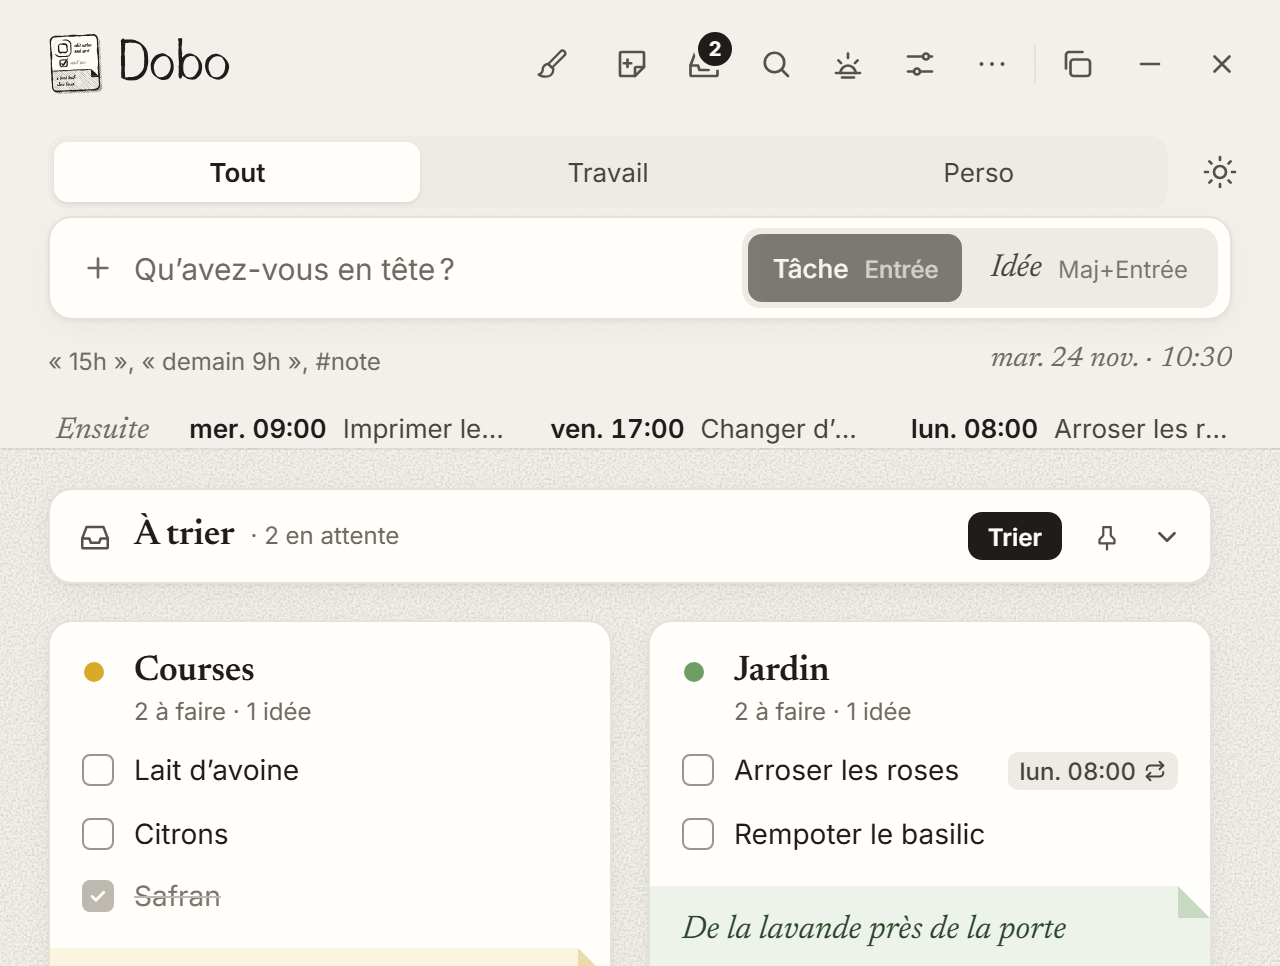 Dobo
2
Tout
Travail
Perso
Qu’avez-vous en tête ?
Tâche Entrée
Idée Maj+Entrée
« 15h », « demain 9h », #note
mar. 24 nov. · 10:30
Ensuite mer. 09:00 Imprimer le… ven. 17:00 Changer d’… lun. 08:00 Arroser les r…
À trier · 2 en attente
Trier
Courses
2 à faire · 1 idée
Lait d’avoine
Citrons
Safran
Jardin
2 à faire · 1 idée
Arroser les roses lun. 08:00
Rempoter le basilic
De la lavande près de la porte